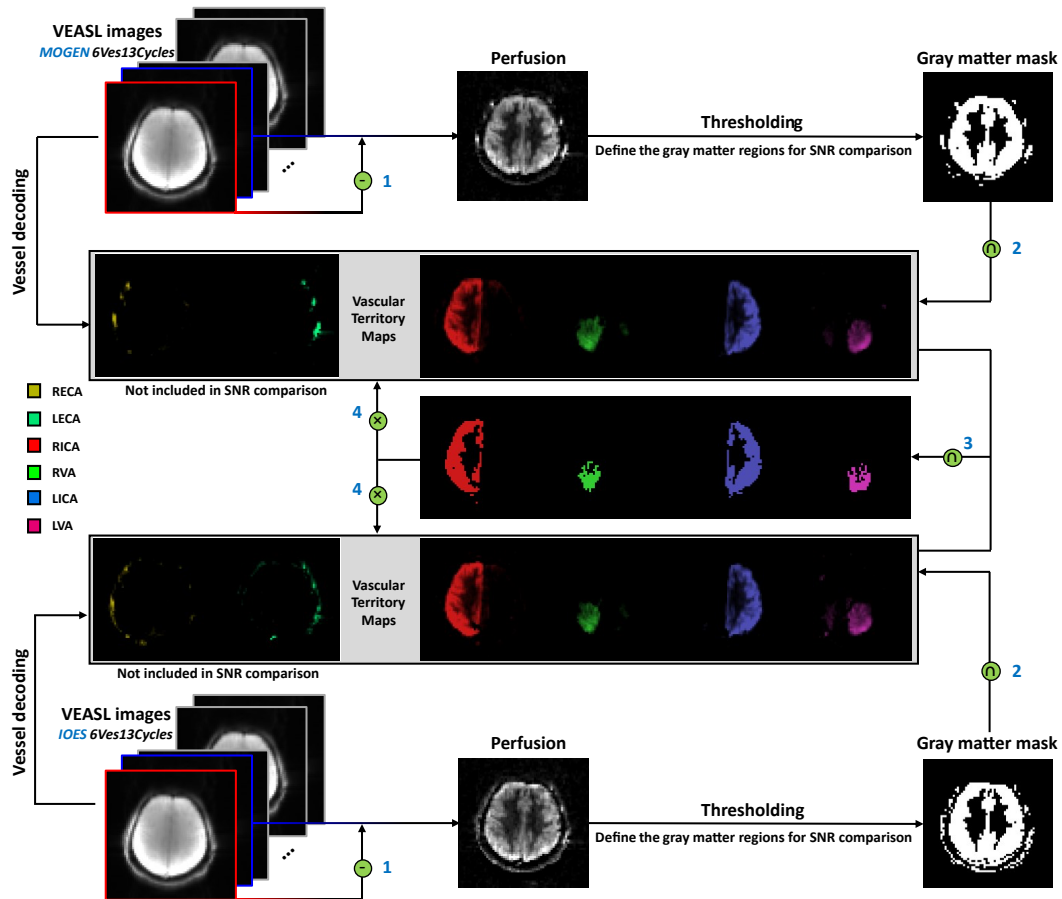 VEASL images
MOGEN 6Ves13Cycles
Perfusion
Gray matter mask
Thresholding
Define the gray matter regions for SNR comparison
...
-
1
Vessel decoding
∩
2
Vascular
Territory
Maps
Not included in SNR comparison
RECA
LECA
RICA
RVA
LICA
LVA
4
×
∩
3
4
×
Vascular
Territory
Maps
Not included in SNR comparison
∩
2
Vessel decoding
VEASL images
IOES 6Ves13Cycles
Perfusion
Gray matter mask
Thresholding
Define the gray matter regions for SNR comparison
...
-
1